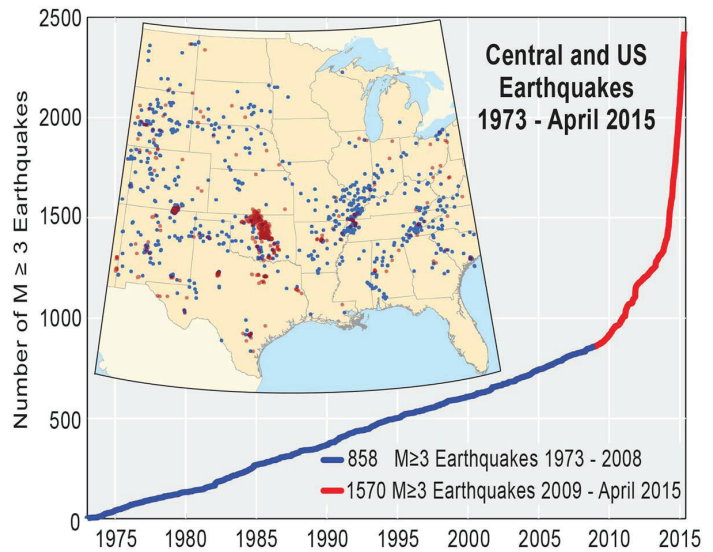 2500
2000
1500
1000
500
0
Number of M ≥ 3 Earthquakes
Central and US
Earthquakes
1973 - April 2015
858 M≥3 Earthquakes 1973 - 2008
1570 M≥3 Earthquakes 2009 - April 2015
1975 1980 1985 1990 1995 2000 2005 2010 2015